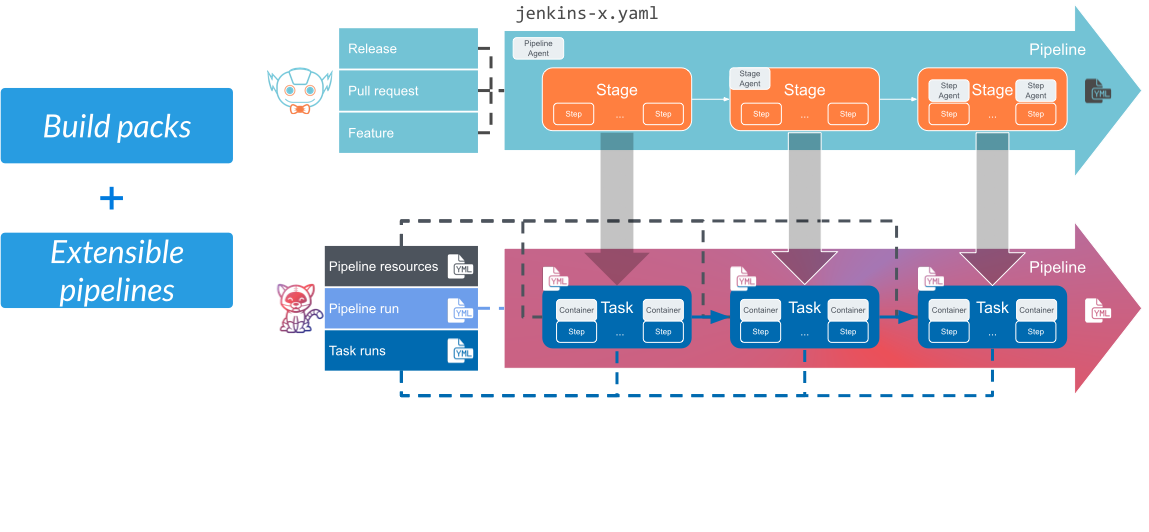 jenkins-x.yaml
Build packs
+
Extensible
pipelines
Release
Pull request
Feature
Pipeline
Agent
Pipeline
Stage
Step
...
Step
Stage
Agent
Stage
Step
...
Step
Step
Agent
Stage
Step
Agent
Step
...
Step
YML
Pipeline resources
YML
Pipeline run
YML
Task runs
YML
Pipeline
YML
YML
Container
Task
Container
Step
...
Step
YML
Container
Task
Container
Step
...
Step
YML
Container
Task
Container
Step
...
Step